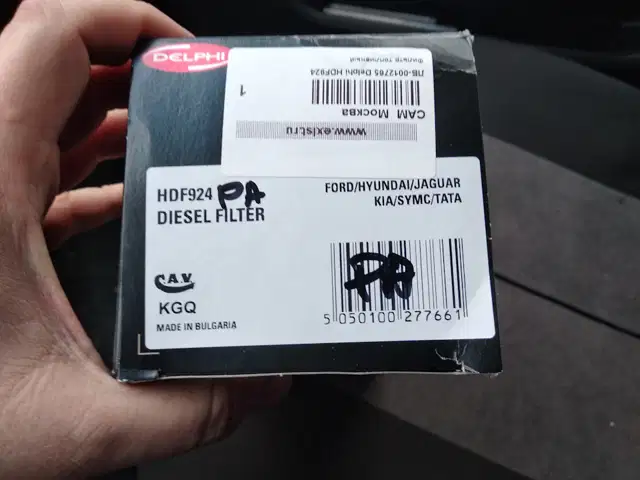 DELPHI
Фильтр топливный
ЛВ-0012765 Delphi HDF924
1
САМ Москва
www.exist.ru
HDF924 PA
DIESEL FILTER
FORD/HYUNDAI/JAGUAR
KIA/SYMC/TATA
C.A.V.
KGQ
MADE IN BULGARIA
PA
5 050100 277661